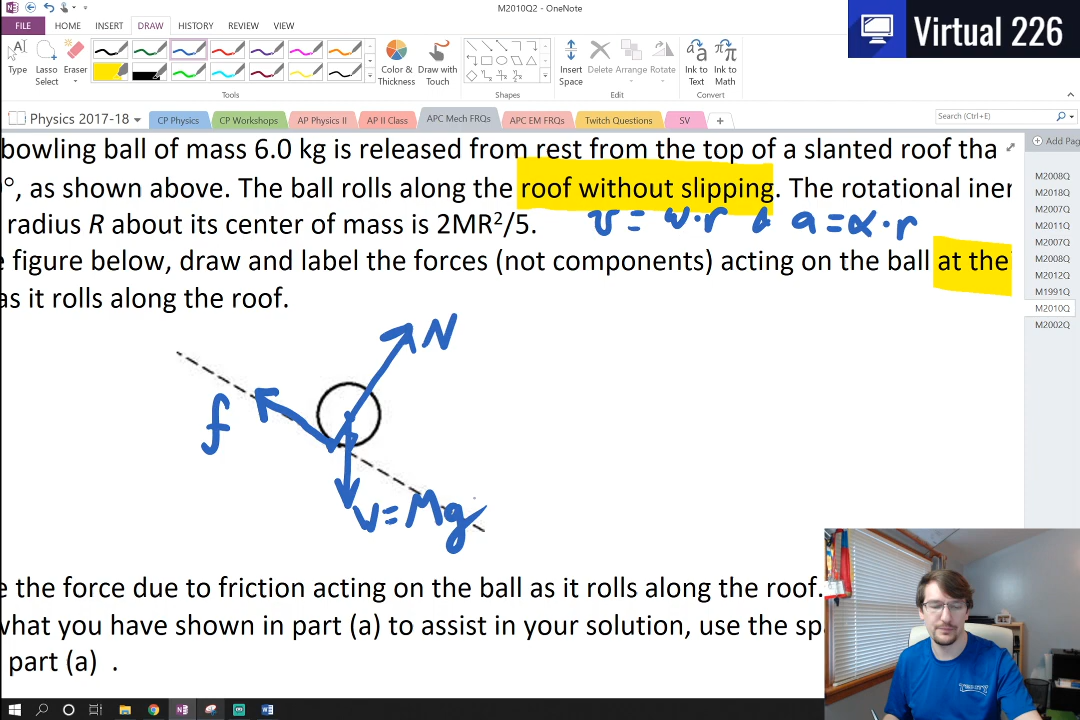 M2010Q2 - OneNote
FILE HOME INSERT DRAW HISTORY REVIEW VIEW
Type Lasso Select Eraser Color & Thickness Draw with Touch Insert Space Delete Arrange Rotate Ink to Text Ink to Math
Tools Shapes Edit Convert
Virtual 226
Physics 2017-18 CP Physics CP Workshops AP Physics II AP II Class APC Mech FRQs APC EM FRQs Twitch Questions SV + Search (Ctrl+E)
Add Pag
M2008Q
M2018Q
M2007Q
M2011Q
M2007Q
M2008Q
M2012Q
M1991Q
M2010Q
M2002Q
bowling ball of mass 6.0 kg is released from rest from the top of a slanted roof tha
°, as shown above. The ball rolls along the roof without slipping. The rotational iner
radius R about its center of mass is 2MR²/5.
v = ω·r & a = α·r
figure below, draw and label the forces (not components) acting on the ball at the
as it rolls along the roof.
N
f
W = Mg
e the force due to friction acting on the ball as it rolls along the roof.
what you have shown in part (a) to assist in your solution, use the sp
part (a) .